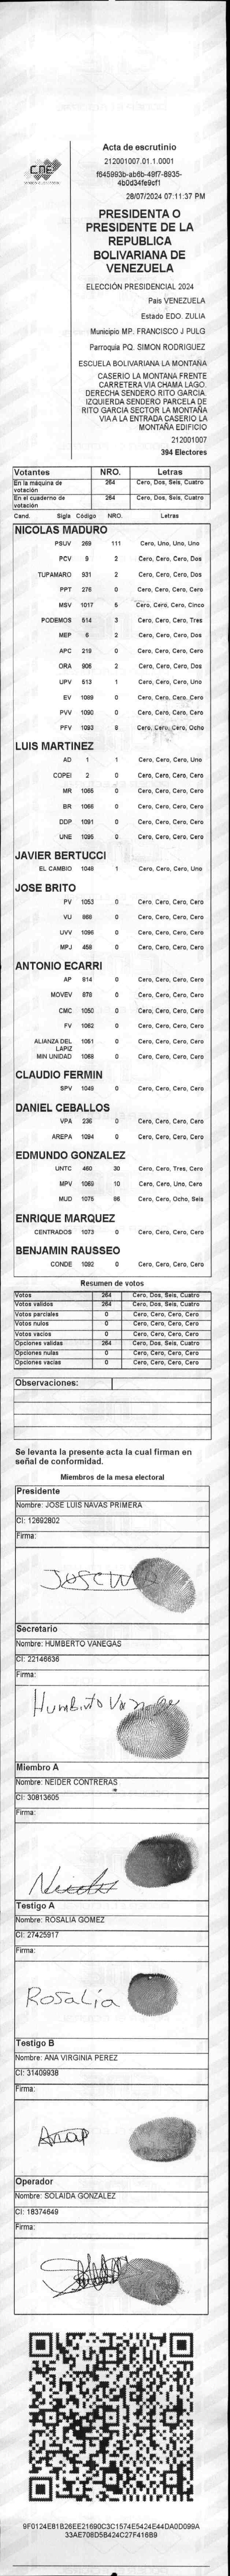 CNE
Acta de escrutinio
212001007.01.1.0001
f645993b-ab6b-49f7-8935-
4b0d34fe9cf1
28/07/2024 07:11:37 PM
PRESIDENTA O
PRESIDENTE DE LA
REPUBLICA
BOLIVARIANA DE
VENEZUELA
ELECCIÓN PRESIDENCIAL 2024
Pais VENEZUELA
Estado EDO. ZULIA
Municipio MP. FRANCISCO J PULG
Parroquia PQ. SIMON RODRIGUEZ
ESCUELA BOLIVARIANA LA MONTAÑA
CASERIO LA MONTAÑA FRENTE
CARRETERA VIA CHAMA LAGO.
DERECHA SENDERO RITO GARCIA.
IZQUIERDA SENDERO PARCELA DE
RITO GARCIA SECTOR LA MONTAÑA
VIA A LA ENTRADA CASERIO LA
MONTAÑA EDIFICIO
212001007
394 Electores
Votantes NRO. Letras
En la máquina de votación 264 Cero, Dos, Seis, Cuatro
En el cuaderno de votación 264 Cero, Dos, Seis, Cuatro
Cand. Sigla Código NRO. Letras
NICOLAS MADURO
PSUV 269 111 Cero, Uno, Uno, Uno
PCV 9 2 Cero, Cero, Cero, Dos
TUPAMARO 931 2 Cero, Cero, Cero, Dos
PPT 276 0 Cero, Cero, Cero, Cero
MSV 1017 5 Cero, Cero, Cero, Cinco
PODEMOS 514 3 Cero, Cero, Cero, Tres
MEP 6 2 Cero, Cero, Cero, Dos
APC 219 0 Cero, Cero, Cero, Cero
ORA 906 2 Cero, Cero, Cero, Dos
UPV 513 1 Cero, Cero, Cero, Uno
EV 1089 0 Cero, Cero, Cero, Cero
PVV 1090 0 Cero, Cero, Cero, Cero
PFV 1093 8 Cero, Cero, Cero, Ocho
LUIS MARTINEZ
AD 1 1 Cero, Cero, Cero, Uno
COPEI 2 0 Cero, Cero, Cero, Cero
MR 1065 0 Cero, Cero, Cero, Cero
BR 1066 0 Cero, Cero, Cero, Cero
DDP 1091 0 Cero, Cero, Cero, Cero
UNE 1095 0 Cero, Cero, Cero, Cero
JAVIER BERTUCCI
EL CAMBIO 1048 1 Cero, Cero, Cero, Uno
JOSE BRITO
PV 1053 0 Cero, Cero, Cero, Cero
VU 868 0 Cero, Cero, Cero, Cero
UVV 1096 0 Cero, Cero, Cero, Cero
MPJ 458 0 Cero, Cero, Cero, Cero
ANTONIO ECARRI
AP 814 0 Cero, Cero, Cero, Cero
MOVEV 878 0 Cero, Cero, Cero, Cero
CMC 1050 0 Cero, Cero, Cero, Cero
FV 1062 0 Cero, Cero, Cero, Cero
ALIANZA DEL LAPIZ 1051 0 Cero, Cero, Cero, Cero
MIN UNIDAD 1068 0 Cero, Cero, Cero, Cero
CLAUDIO FERMIN
SPV 1049 0 Cero, Cero, Cero, Cero
DANIEL CEBALLOS
VPA 236 0 Cero, Cero, Cero, Cero
AREPA 1094 0 Cero, Cero, Cero, Cero
EDMUNDO GONZALEZ
UNTC 460 30 Cero, Cero, Tres, Cero
MPV 1069 10 Cero, Cero, Uno, Cero
MUD 1075 86 Cero, Cero, Ocho, Seis
ENRIQUE MARQUEZ
CENTRADOS 1073 0 Cero, Cero, Cero, Cero
BENJAMIN RAUSSEO
CONDE 1092 0 Cero, Cero, Cero, Cero
Resumen de votos
Votos 264 Cero, Dos, Seis, Cuatro
Votos validos 264 Cero, Dos, Seis, Cuatro
Votos parciales 0 Cero, Cero, Cero, Cero
Votos nulos 0 Cero, Cero, Cero, Cero
Votos vacios 0 Cero, Cero, Cero, Cero
Opciones validas 264 Cero, Dos, Seis, Cuatro
Opciones nulas 0 Cero, Cero, Cero, Cero
Opciones vacias 0 Cero, Cero, Cero, Cero
Observaciones:
Se levanta la presente acta la cual firman en
señal de conformidad.
Miembros de la mesa electoral
Presidente
Nombre: JOSE LUIS NAVAS PRIMERA
CI: 12692802
Firma:
Secretario
Nombre: HUMBERTO VANEGAS
CI: 22146636
Firma:
Humberto Vanegas
Miembro A
Nombre: NEIDER CONTRERAS
CI: 30813605
Firma:
Testigo A
Nombre: ROSALIA GOMEZ
CI: 27425917
Firma:
Rosalía
Testigo B
Nombre: ANA VIRGINIA PEREZ
CI: 31409938
Firma:
Anap
Operador
Nombre: SOLAIDA GONZALEZ
CI: 18374649
Firma:
9F0124E81B26EE21690C3C1574E5424E44DA0D099A
33AE706D5B424C27F416B9